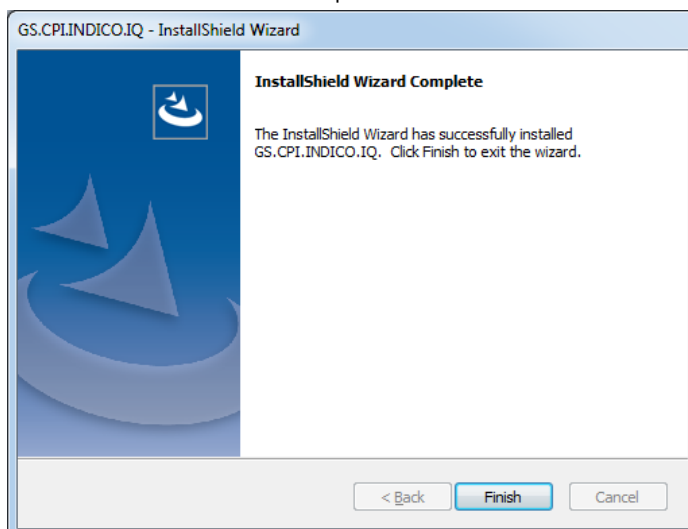 GS.CPI.INDICO.IQ - InstallShield Wizard
InstallShield Wizard Complete
The InstallShield Wizard has successfully installed
GS.CPI.INDICO.IQ. Click Finish to exit the wizard.
< Back
Finish
Cancel